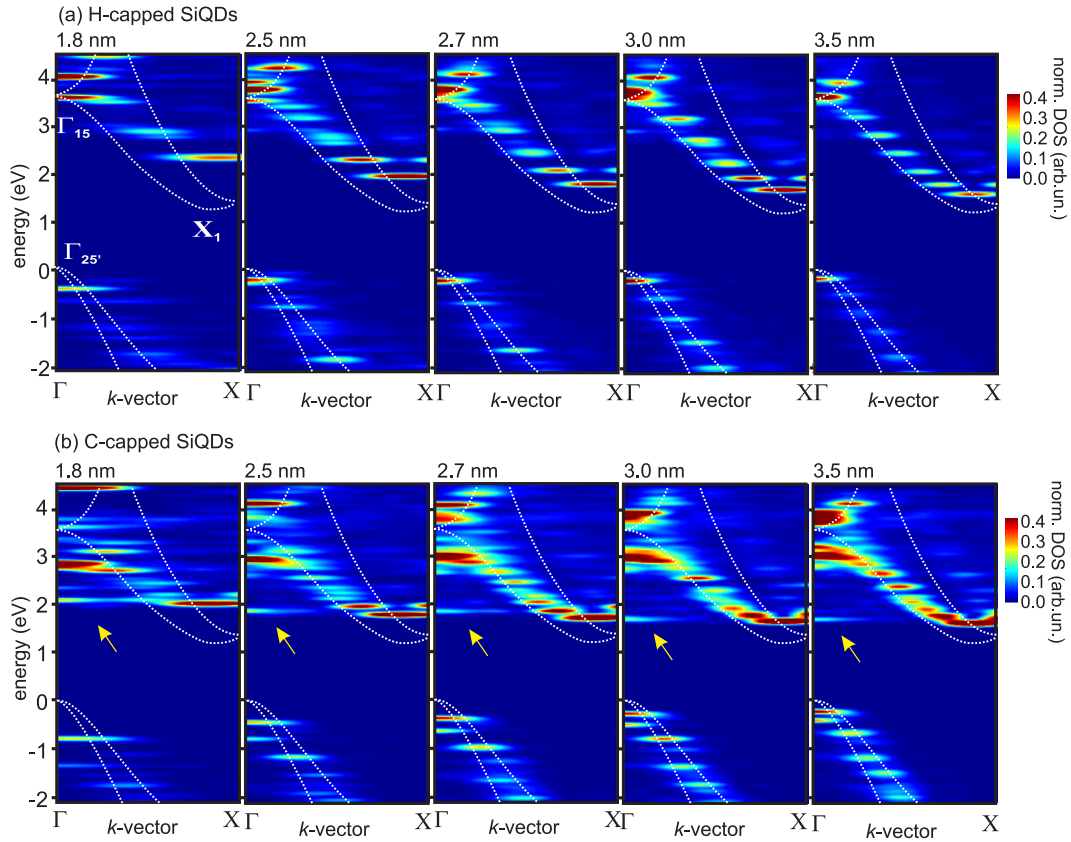 (a) H-capped SiQDs
1.8 nm 2.5 nm 2.7 nm 3.0 nm 3.5 nm
energy (eV)
4
3
2
1
0
-1
-2
Γ15
X1
Γ25'
norm. DOS (arb.un.)
0.4
0.3
0.2
0.1
0.0
Γ X Γ X Γ X Γ X Γ X
k-vector k-vector k-vector k-vector k-vector
(b) C-capped SiQDs
1.8 nm 2.5 nm 2.7 nm 3.0 nm 3.5 nm
energy (eV)
4
3
2
1
0
-1
-2
norm. DOS (arb.un.)
0.4
0.3
0.2
0.1
0.0
Γ X Γ X Γ X Γ X Γ X
k-vector k-vector k-vector k-vector k-vector